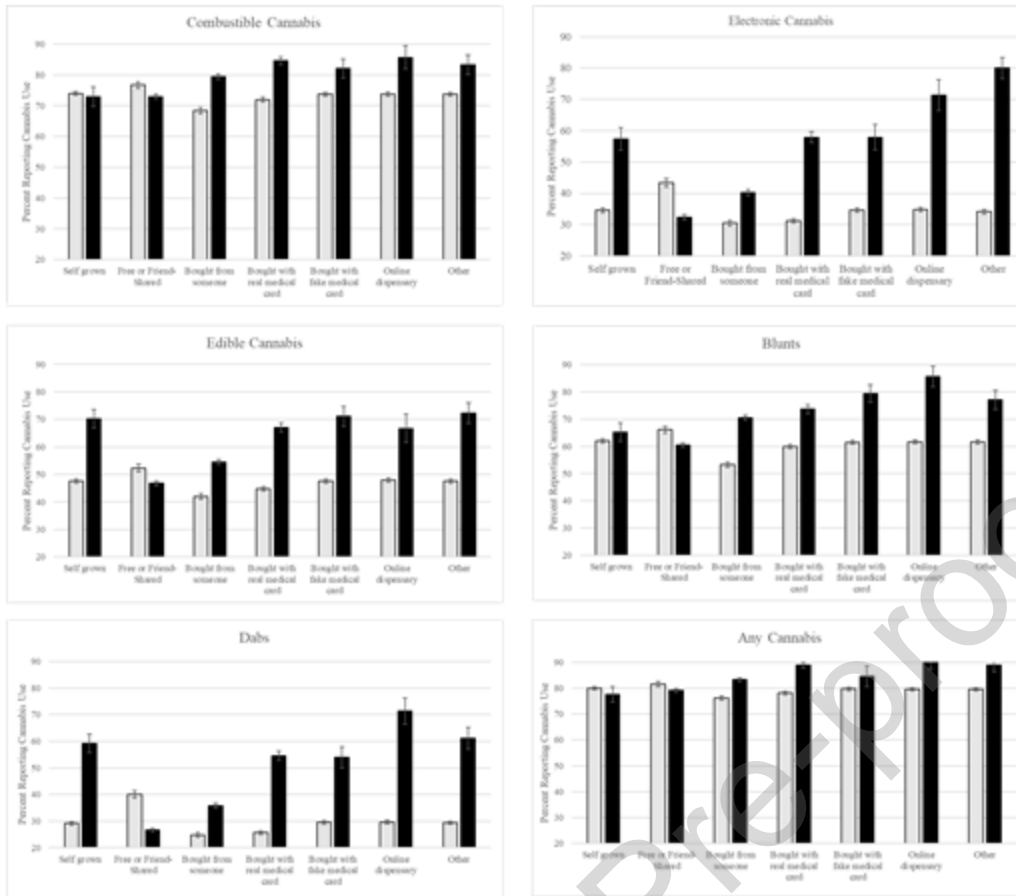 Combustible Cannabis
Percent Reporting Cannabis Use
90
80
70
60
50
40
30
20
Self grown
Free or Friend-
Shared
Bought from
someone
Bought with
real medical
card
Bought with
fake medical
card
Online
dispensary
Other
Electronic Cannabis
Percent Reporting Cannabis Use
90
80
70
60
50
40
30
20
Self grown
Free or
Friend-Shared
Bought from
someone
Bought with
real medical
card
Bought with
fake medical
card
Online
dispensary
Other
Edible Cannabis
Percent Reporting Cannabis Use
90
80
70
60
50
40
30
20
Self grown
Free or Friend-
Shared
Bought from
someone
Bought with
real medical
card
Bought with
fake medical
card
Online
dispensary
Other
Blunts
Percent Reporting Cannabis Use
90
80
70
60
50
40
30
20
Self grown
Free or Friend-
Shared
Bought from
someone
Bought with
real medical
card
Bought with
fake medical
card
Online
dispensary
Other
Dabs
Percent Reporting Cannabis Use
90
80
70
60
50
40
30
20
Self grown
Free or Friend-
Shared
Bought from
someone
Bought with
real medical
card
Bought with
fake medical
card
Online
dispensary
Other
Any Cannabis
Percent Reporting Cannabis Use
90
80
70
60
50
40
30
20
Self grown
Free or Friend-
Shared
Bought from
someone
Bought with
real medical
card
Bought with
fake medical
card
Online
dispensary
Other
Pre-proo